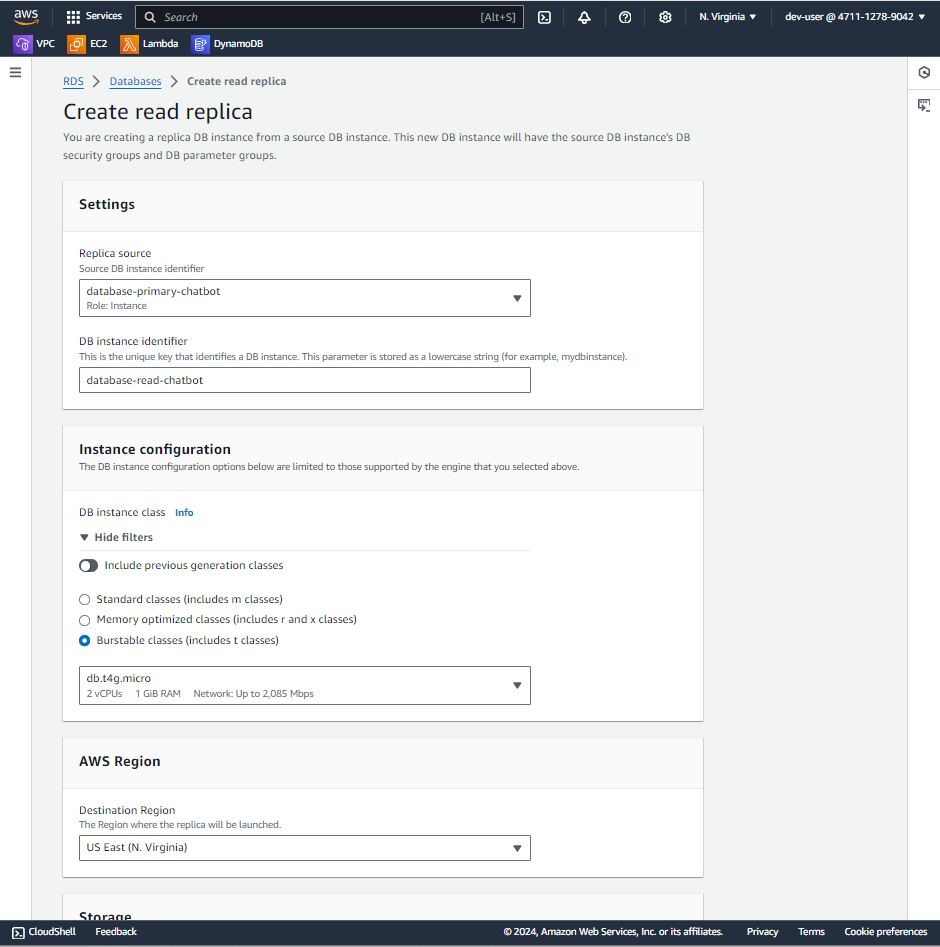 aws
Services
Search
[Alt+S]
N. Virginia
dev-user @ 4711-1278-9042
VPC
EC2
Lambda
DynamoDB
RDS
Databases
Create read replica
Create read replica
You are creating a replica DB instance from a source DB instance. This new DB instance will have the source DB instance's DB
security groups and DB parameter groups.
Settings
Replica source
Source DB instance identifier
database-primary-chatbot
Role: Instance
DB instance identifier
This is the unique key that identifies a DB instance. This parameter is stored as a lowercase string (for example, mydbinstance).
database-read-chatbot
Instance configuration
The DB instance configuration options below are limited to those supported by the engine that you selected above.
DB instance class Info
Hide filters
Include previous generation classes
Standard classes (includes m classes)
Memory optimized classes (includes r and x classes)
Burstable classes (includes t classes)
db.t4g.micro
2 vCPUs 1 GiB RAM Network: Up to 2,085 Mbps
AWS Region
Destination Region
The Region where the replica will be launched.
US East (N. Virginia)
Storage
CloudShell
Feedback
© 2024, Amazon Web Services, Inc. or its affiliates.
Privacy
Terms
Cookie preferences